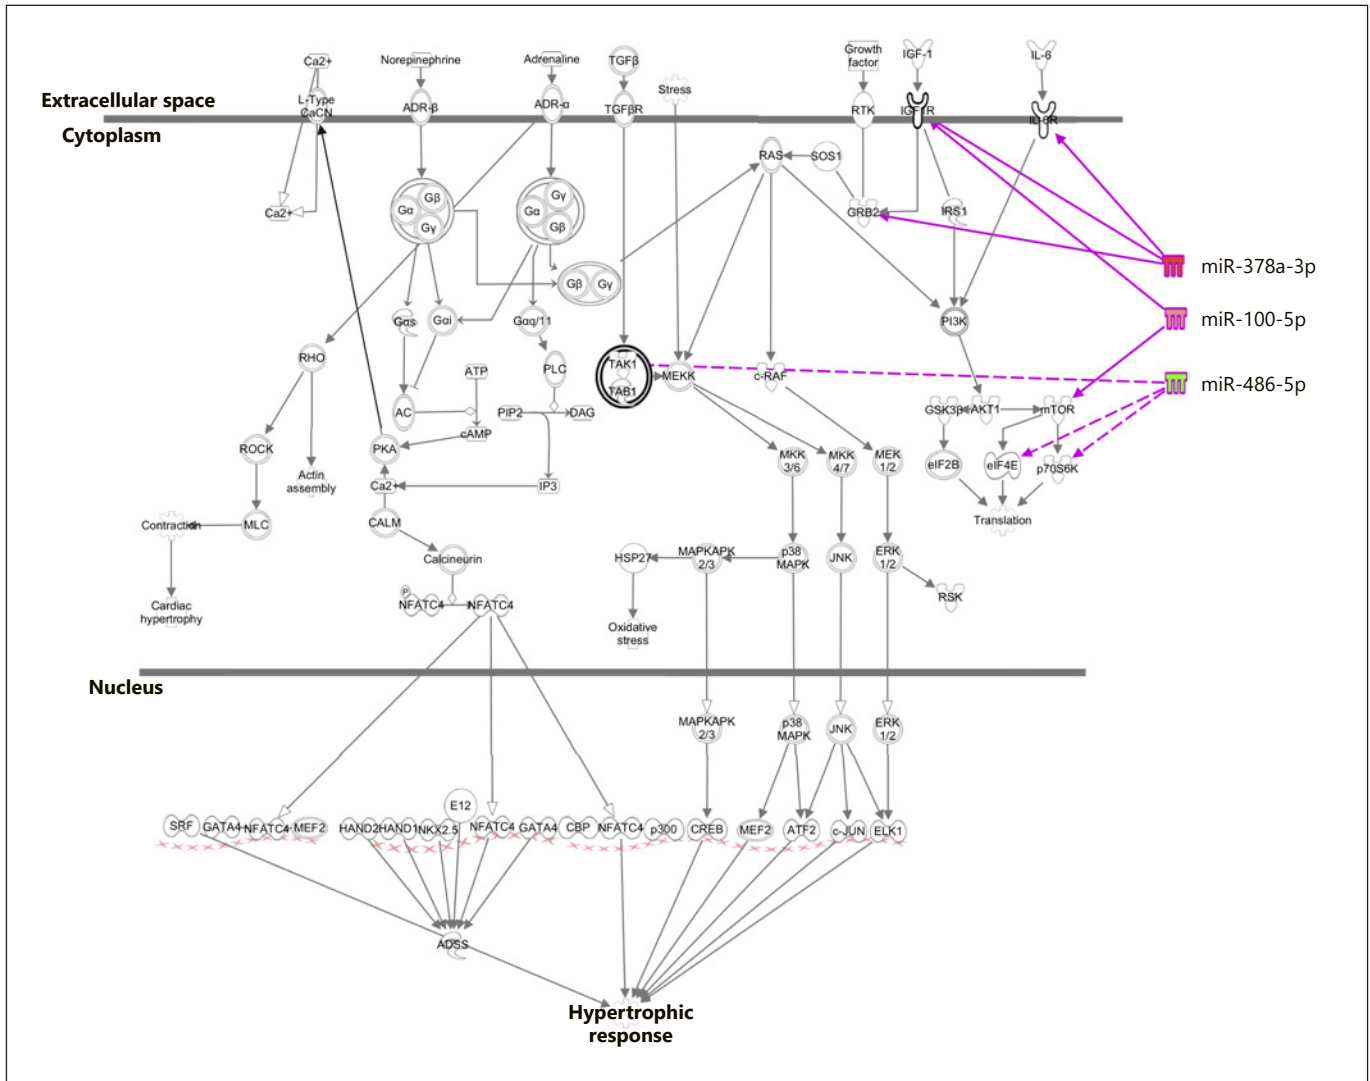 Ca2+
Norepinephrine
Adrenaline
TGFβ
Growth
factor
IGF-1
IL-6
Stress
Extracellular space
L-Type
CaCN
ADR-β
ADR-α
TGFβR
RTK
IGF1R
IL-6R
Cytoplasm
RAS
SOS1
Ca2+
Gα
Gβ
Gγ
Gα
Gγ
Gβ
GRB2
IRS1
miR-378a-3p
Gβ
Gγ
miR-100-5p
Gαs
Gαi
Gαq/11
PI3K
RHO
ATP
PLC
TAK1
TAB1
MEKK
c-RAF
miR-486-5p
AC
PIP2
DAG
GSK3β
AKT1
mTOR
cAMP
ROCK
PKA
MKK
3/6
MKK
4/7
MEK
1/2
eIF2B
eIF4E
p70S6K
Actin
assembly
Ca2+
IP3
Contraction
MLC
CALM
Translation
Calcineurin
HSP27
MAPKAPK
2/3
p38
MAPK
JNK
ERK
1/2
RSK
Cardiac
hypertrophy
P
NFATC4
NFATC4
Oxidative
stress
Nucleus
MAPKAPK
2/3
p38
MAPK
JNK
ERK
1/2
E12
SRF
GATA4
NFATC4
MEF2
HAND2
HAND1
NKX2.5
NFATC4
GATA4
CBP
NFATC4
p300
CREB
MEF2
ATF2
c-JUN
ELK1
ADSS
Hypertrophic
response